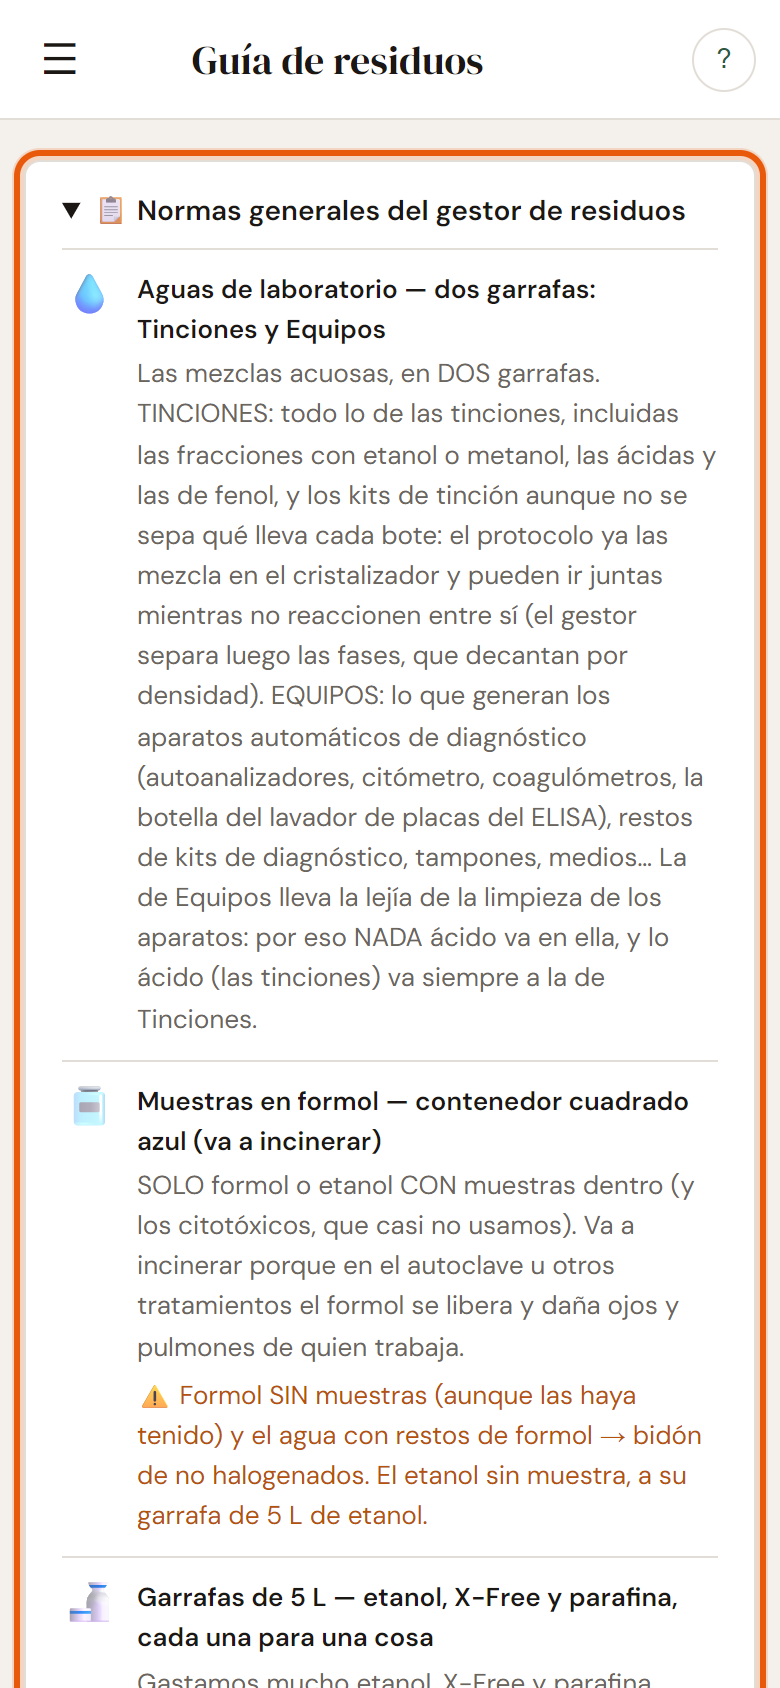 Guía de residuos
?
Normas generales del gestor de residuos
Aguas de laboratorio — dos garrafas:
Tinciones y Equipos
Las mezclas acuosas, en DOS garrafas.
TINCIONES: todo lo de las tinciones, incluidas
las fracciones con etanol o metanol, las ácidas y
las de fenol, y los kits de tinción aunque no se
sepa qué lleva cada bote: el protocolo ya las
mezcla en el cristalizador y pueden ir juntas
mientras no reaccionen entre sí (el gestor
separa luego las fases, que decantan por
densidad). EQUIPOS: lo que generan los
aparatos automáticos de diagnóstico
(autoanalizadores, citómetro, coagulómetros, la
botella del lavador de placas del ELISA), restos
de kits de diagnóstico, tampones, medios... La
de Equipos lleva la lejía de la limpieza de los
aparatos: por eso NADA ácido va en ella, y lo
ácido (las tinciones) va siempre a la de
Tinciones.
Muestras en formol — contenedor cuadrado
azul (va a incinerar)
SOLO formol o etanol CON muestras dentro (y
los citotóxicos, que casi no usamos). Va a
incinerar porque en el autoclave u otros
tratamientos el formol se libera y daña ojos y
pulmones de quien trabaja.
⚠️ Formol SIN muestras (aunque las haya
tenido) y el agua con restos de formol → bidón
de no halogenados. El etanol sin muestra, a su
garrafa de 5 L de etanol.
Garrafas de 5 L — etanol, X-Free y parafina,
cada una para una cosa
Gastamos mucho etanol, X-Free y parafina